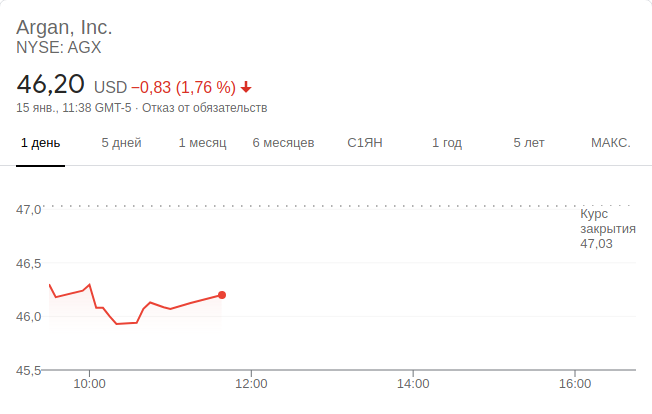 Argan, Inc.
NYSE: AGX
46,20 USD −0,83 (1,76 %)
15 янв., 11:38 GMT-5 · Отказ от обязательств
1 день 5 дней 1 месяц 6 месяцев С1ЯН 1 год 5 лет МАКС.
47,0
Курс
закрытия
47,03
46,5
46,0
45,5
10:00 12:00 14:00 16:00